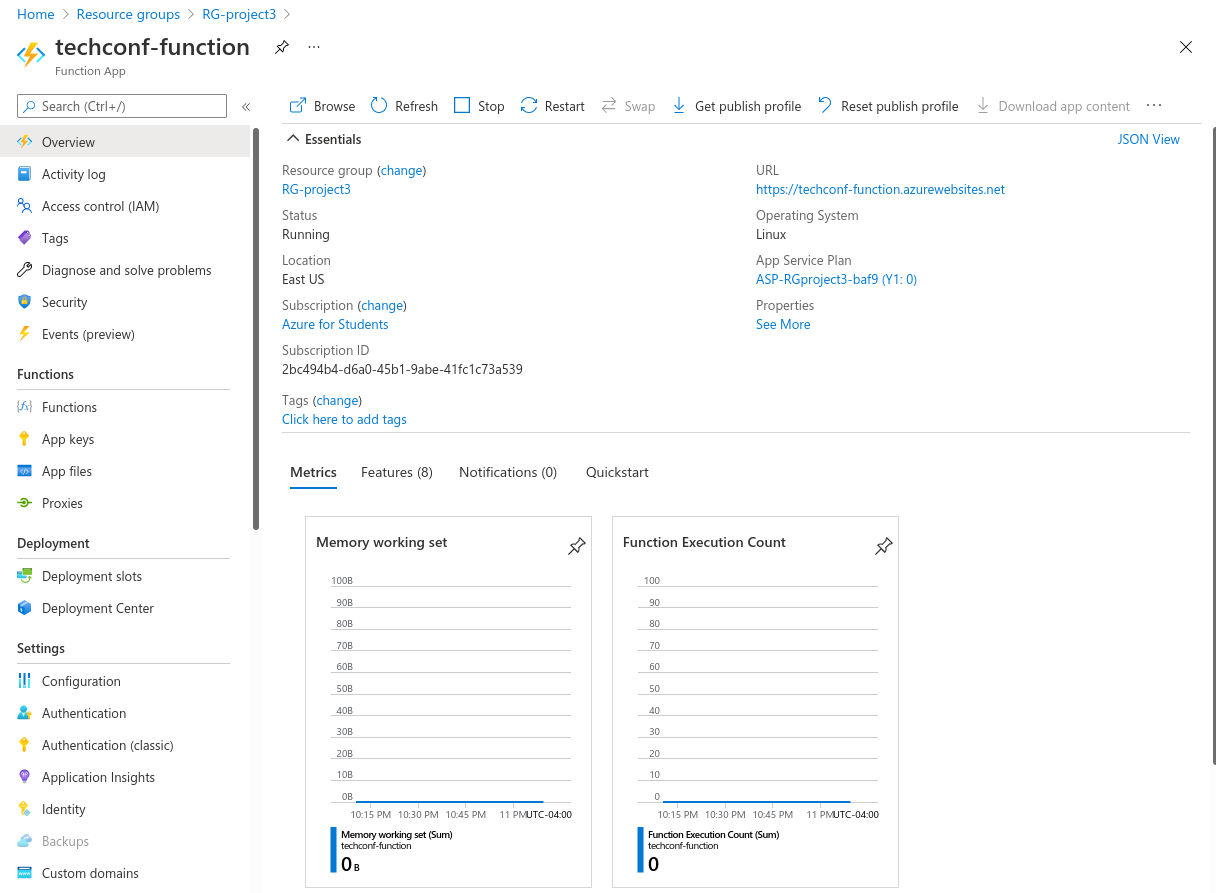 Home > Resource groups > RG-project3 >
techconf-function
Function App
Search (Ctrl+/)
Overview
Activity log
Access control (IAM)
Tags
Diagnose and solve problems
Security
Events (preview)
Functions
Functions
App keys
App files
Proxies
Deployment
Deployment slots
Deployment Center
Settings
Configuration
Authentication
Authentication (classic)
Application Insights
Identity
Backups
Custom domains
Browse Refresh Stop Restart Swap Get publish profile Reset publish profile Download app content
Essentials
JSON View
Resource group (change)
RG-project3
Status
Running
Location
East US
Subscription (change)
Azure for Students
Subscription ID
2bc494b4-d6a0-45b1-9abe-41fc1c73a539
Tags (change)
Click here to add tags
URL
https://techconf-function.azurewebsites.net
Operating System
Linux
App Service Plan
ASP-RGproject3-baf9 (Y1: 0)
Properties
See More
Metrics Features (8) Notifications (0) Quickstart
Memory working set
100B
90B
80B
70B
60B
50B
40B
30B
20B
10B
0B
10:15 PM 10:30 PM 10:45 PM 11 PM UTC-04:00
Memory working set (Sum)
techconf-function
0 B
Function Execution Count
100
90
80
70
60
50
40
30
20
10
0
10:15 PM 10:30 PM 10:45 PM 11 PM UTC-04:00
Function Execution Count (Sum)
techconf-function
0